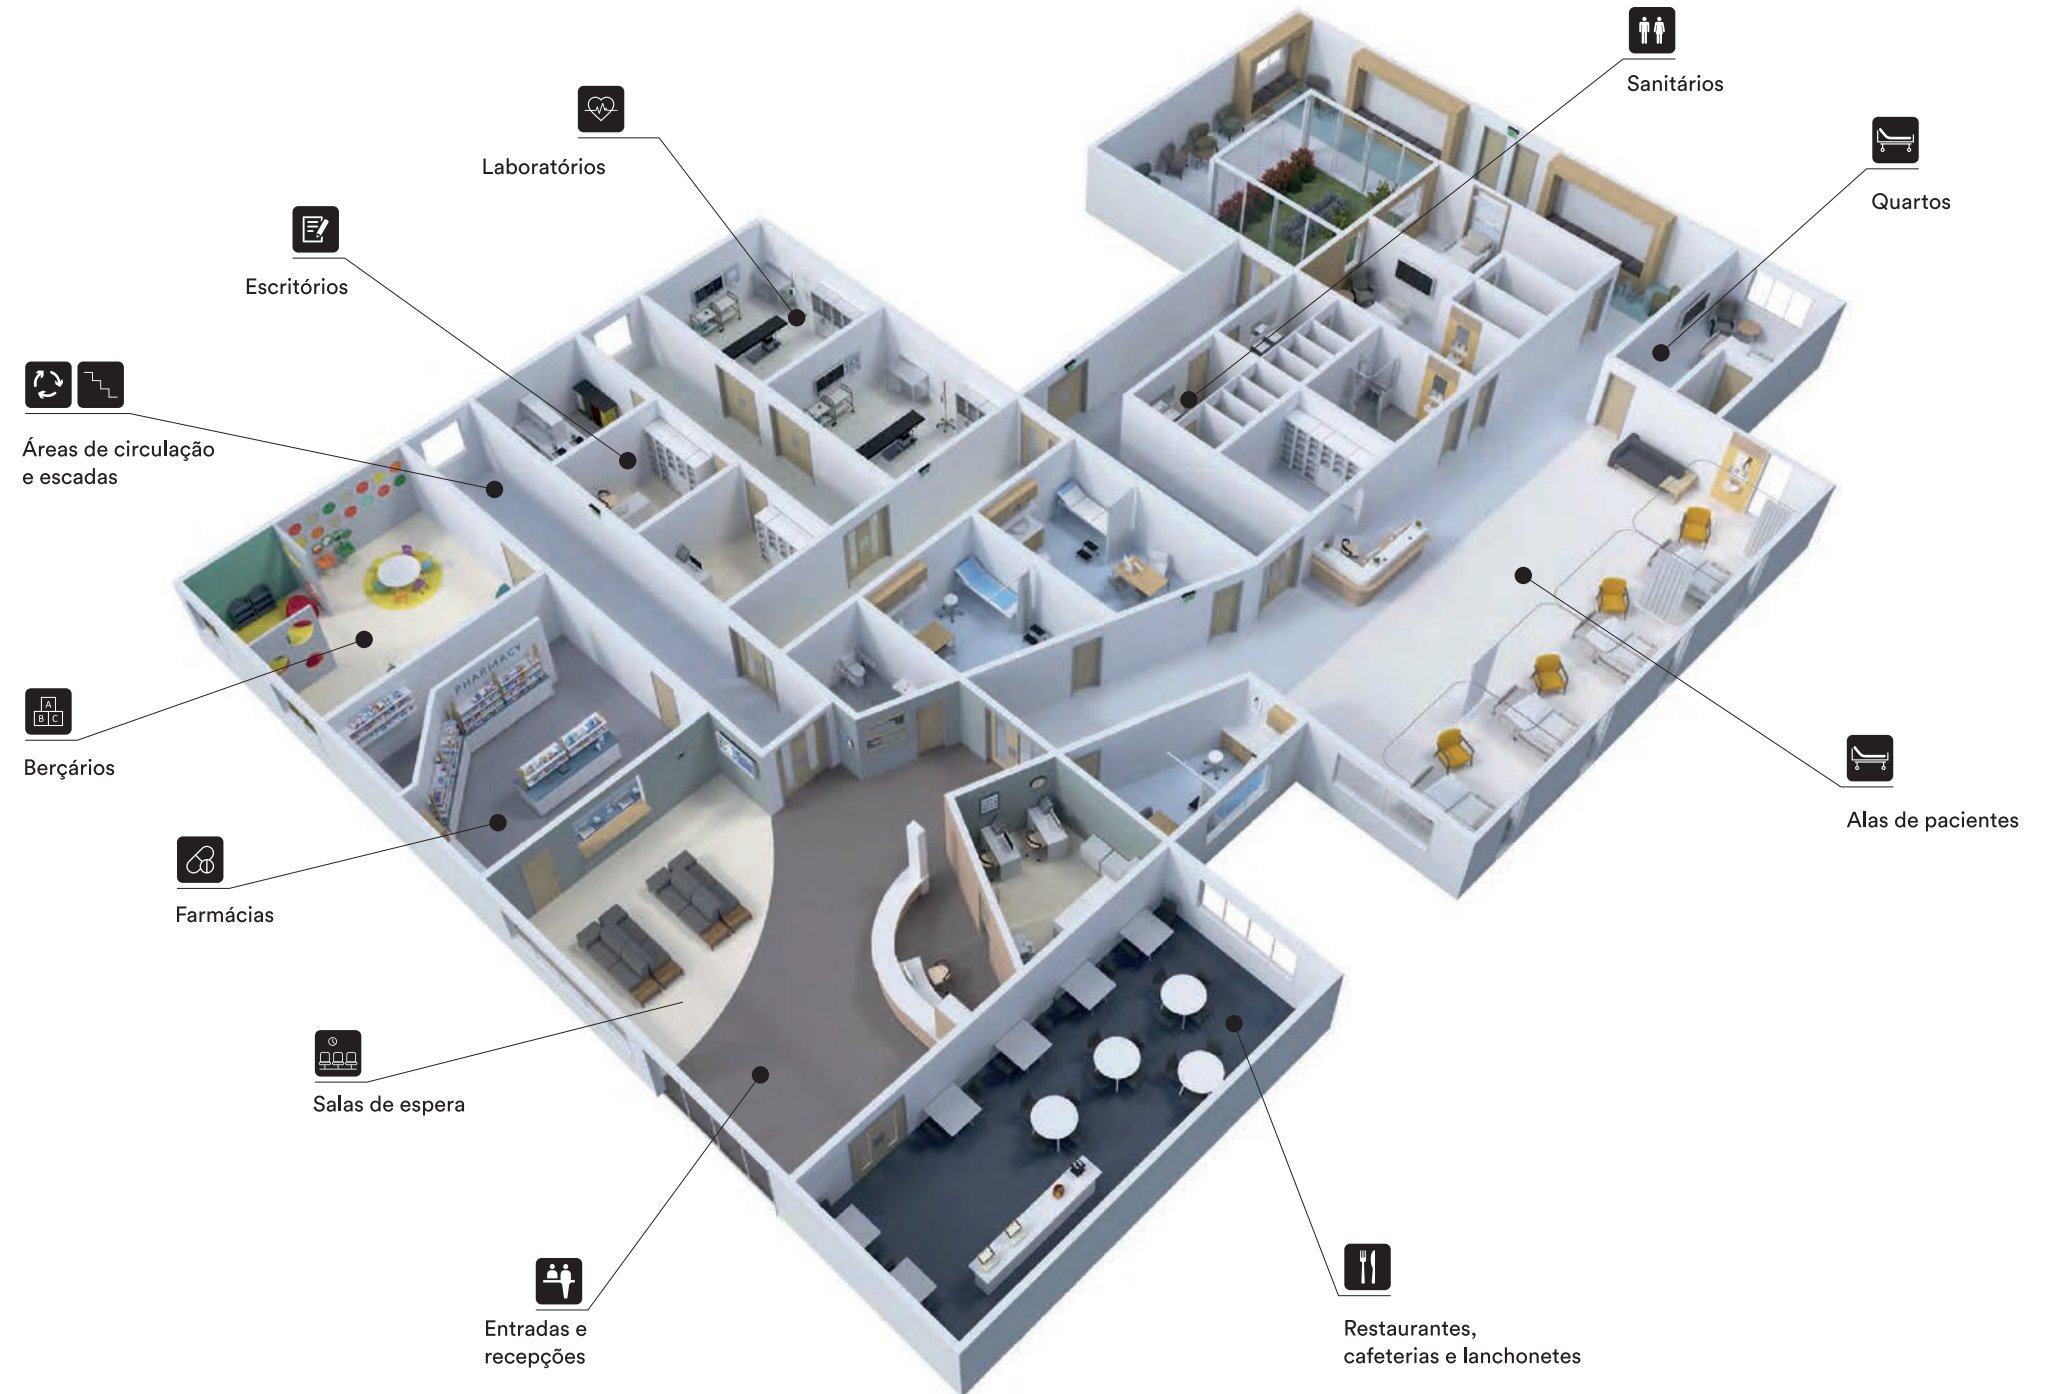 Sanitários
Laboratórios
Quartos
Escritórios
Áreas de circulação
e escadas
PHARMACY
A
B C
Berçários
Alas de pacientes
Farmácias
Salas de espera
Entradas e
recepções
Restaurantes,
cafeterias e lanchonetes